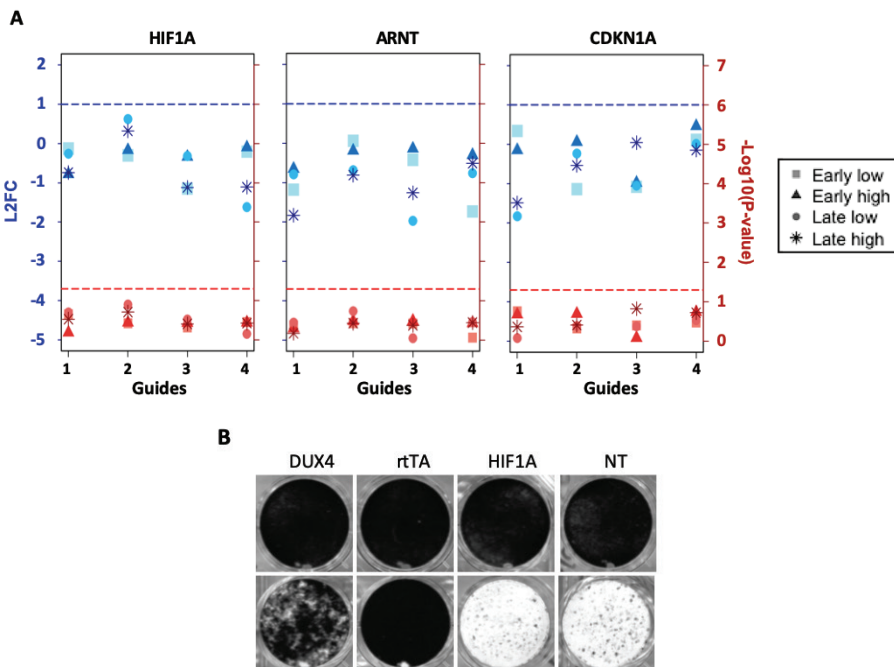 A
HIF1A ARNT CDKN1A
2 7
1 6
0 5
-1 4
-2 3
-3 2
-4 1
-5 0
L2FC
-Log10(P-value)
1 2 3 4 1 2 3 4 1 2 3 4
Guides Guides Guides
Early low
Early high
Late low
Late high
B
DUX4 rtTA HIF1A NT